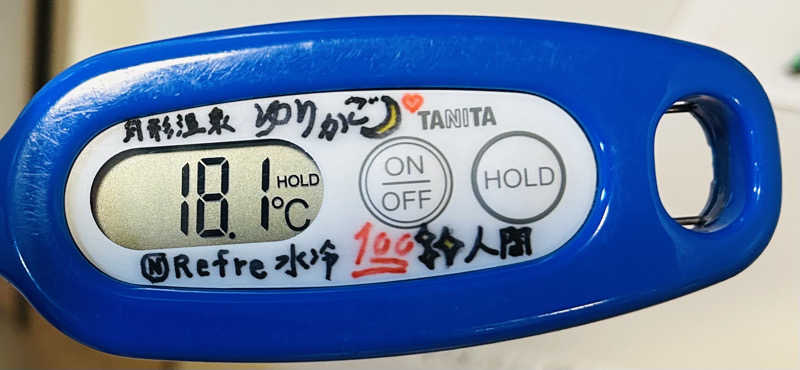 月形温泉 ゆりかご
TANITA
18.1°C HOLD
ON
OFF
HOLD
Ⓝ Refre 水冷 100 人間